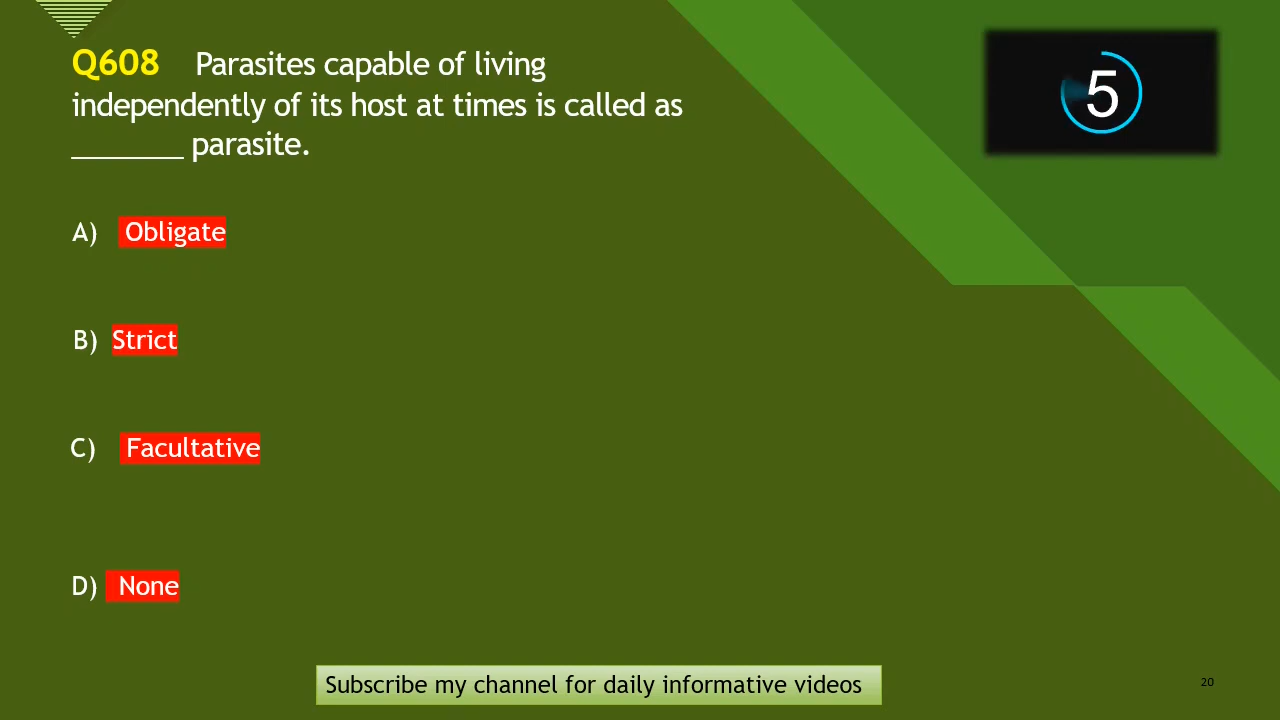 Q608 Parasites capable of living
independently of its host at times is called as
_______ parasite.
5
A) Obligate
B) Strict
C) Facultative
D) None
Subscribe my channel for daily informative videos
20